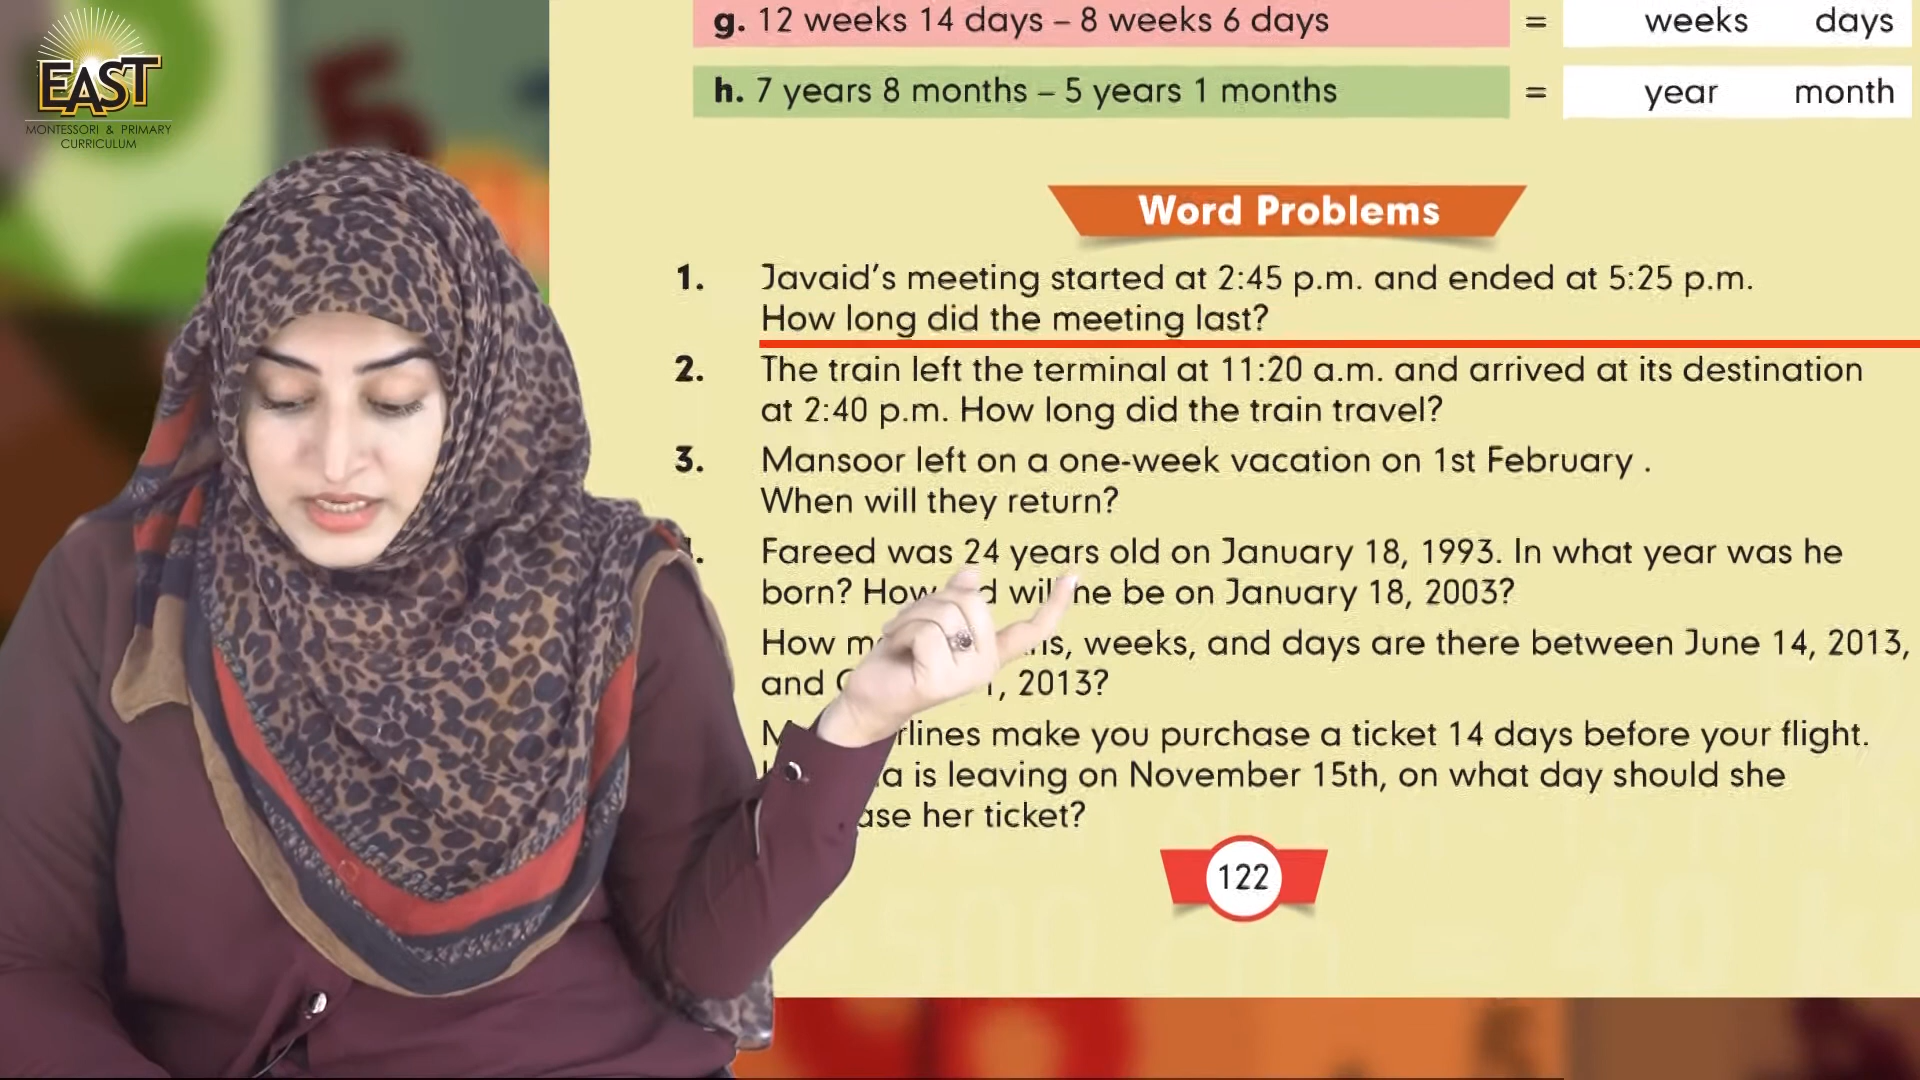 EAST
MONTESSORI & PRIMARY
CURRICULUM
g. 12 weeks 14 days – 8 weeks 6 days = weeks days
h. 7 years 8 months – 5 years 1 months = year month
Word Problems
1. Javaid's meeting started at 2:45 p.m. and ended at 5:25 p.m.
How long did the meeting last?
2. The train left the terminal at 11:20 a.m. and arrived at its destination
at 2:40 p.m. How long did the train travel?
3. Mansoor left on a one-week vacation on 1st February .
When will they return?
Fareed was 24 years old on January 18, 1993. In what year was he
born? How will he be on January 18, 2003?
How weeks, and days are there between June 14, 2013,
and 2013?
make you purchase a ticket 14 days before your flight.
is leaving on November 15th, on what day should she
her ticket?
122